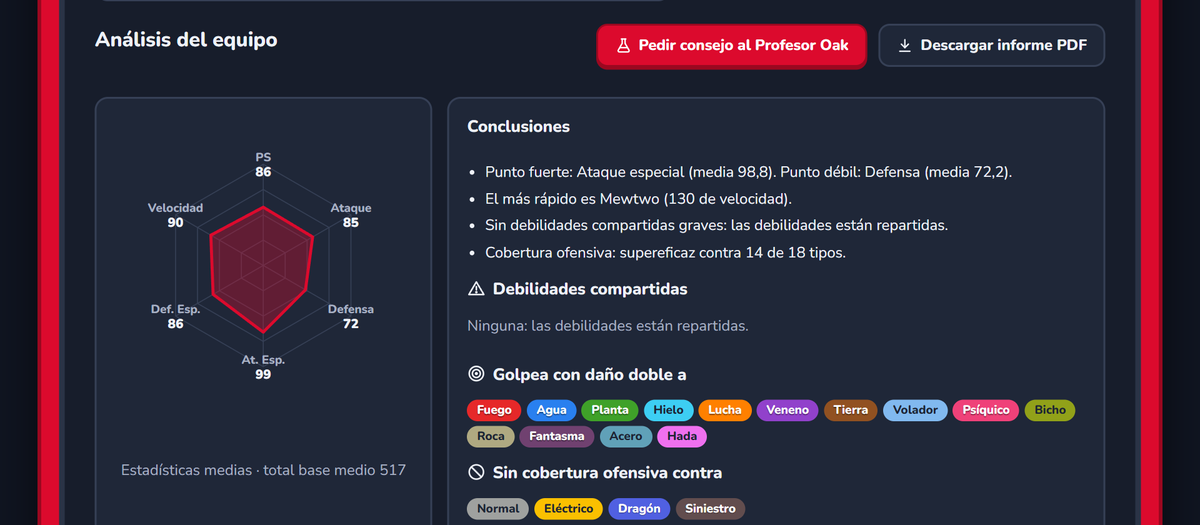 Análisis del equipo
Pedir consejo al Profesor Oak
Descargar informe PDF
PS
86
Velocidad
90
Ataque
85
Def. Esp.
86
Defensa
72
At. Esp.
99
Estadísticas medias · total base medio 517
Conclusiones
• Punto fuerte: Ataque especial (media 98,8). Punto débil: Defensa (media 72,2).
• El más rápido es Mewtwo (130 de velocidad).
• Sin debilidades compartidas graves: las debilidades están repartidas.
• Cobertura ofensiva: supereficaz contra 14 de 18 tipos.
Debilidades compartidas
Ninguna: las debilidades están repartidas.
Golpea con daño doble a
Fuego Agua Planta Hielo Lucha Veneno Tierra Volador Psíquico Bicho
Roca Fantasma Acero Hada
Sin cobertura ofensiva contra
Normal Eléctrico Dragón Siniestro